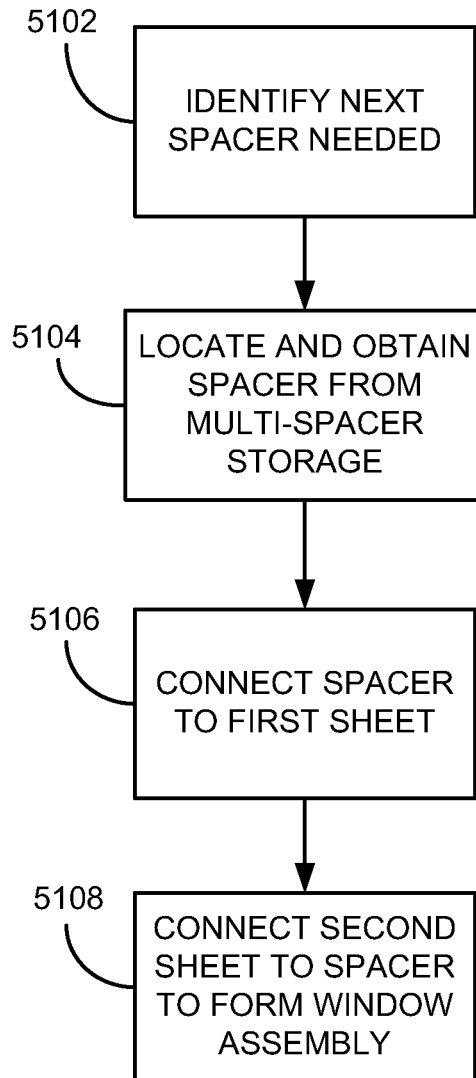 5102
IDENTIFY NEXT
SPACER NEEDED
5104
LOCATE AND OBTAIN
SPACER FROM
MULTI-SPACER
STORAGE
5106
CONNECT SPACER
TO FIRST SHEET
5108
CONNECT SECOND
SHEET TO SPACER
TO FORM WINDOW
ASSEMBLY